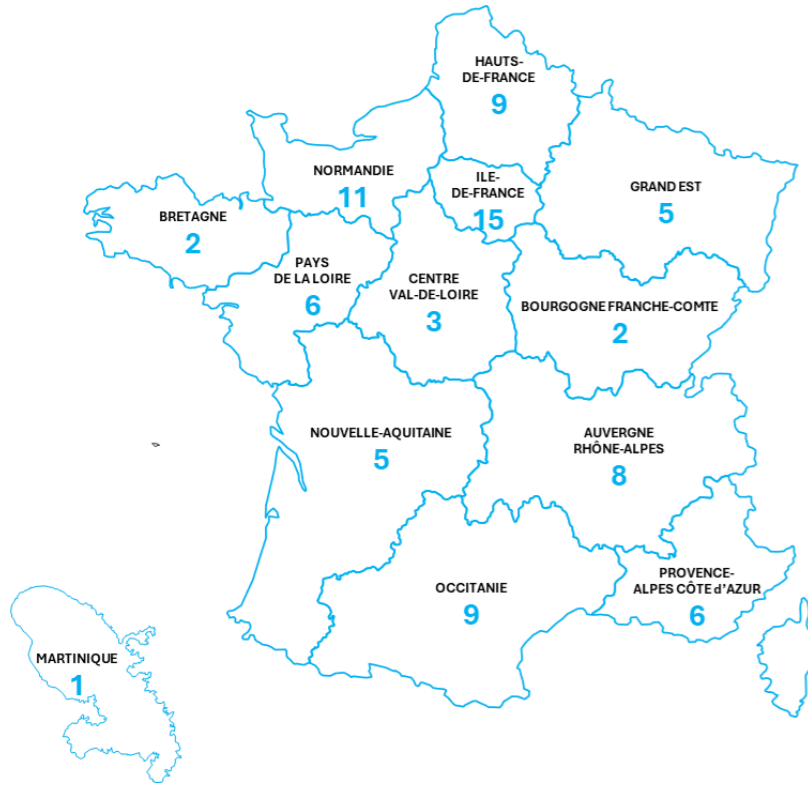 HAUTS-
DE-FRANCE
9
NORMANDIE
11
ILE-
DE-FRANCE
15
GRAND EST
5
BRETAGNE
2
PAYS
DE LA LOIRE
6
CENTRE
VAL-DE-LOIRE
3
BOURGOGNE FRANCHE-COMTE
2
NOUVELLE-AQUITAINE
5
AUVERGNE
RHÔNE-ALPES
8
OCCITANIE
9
PROVENCE-
ALPES CÔTE d'AZUR
6
MARTINIQUE
1